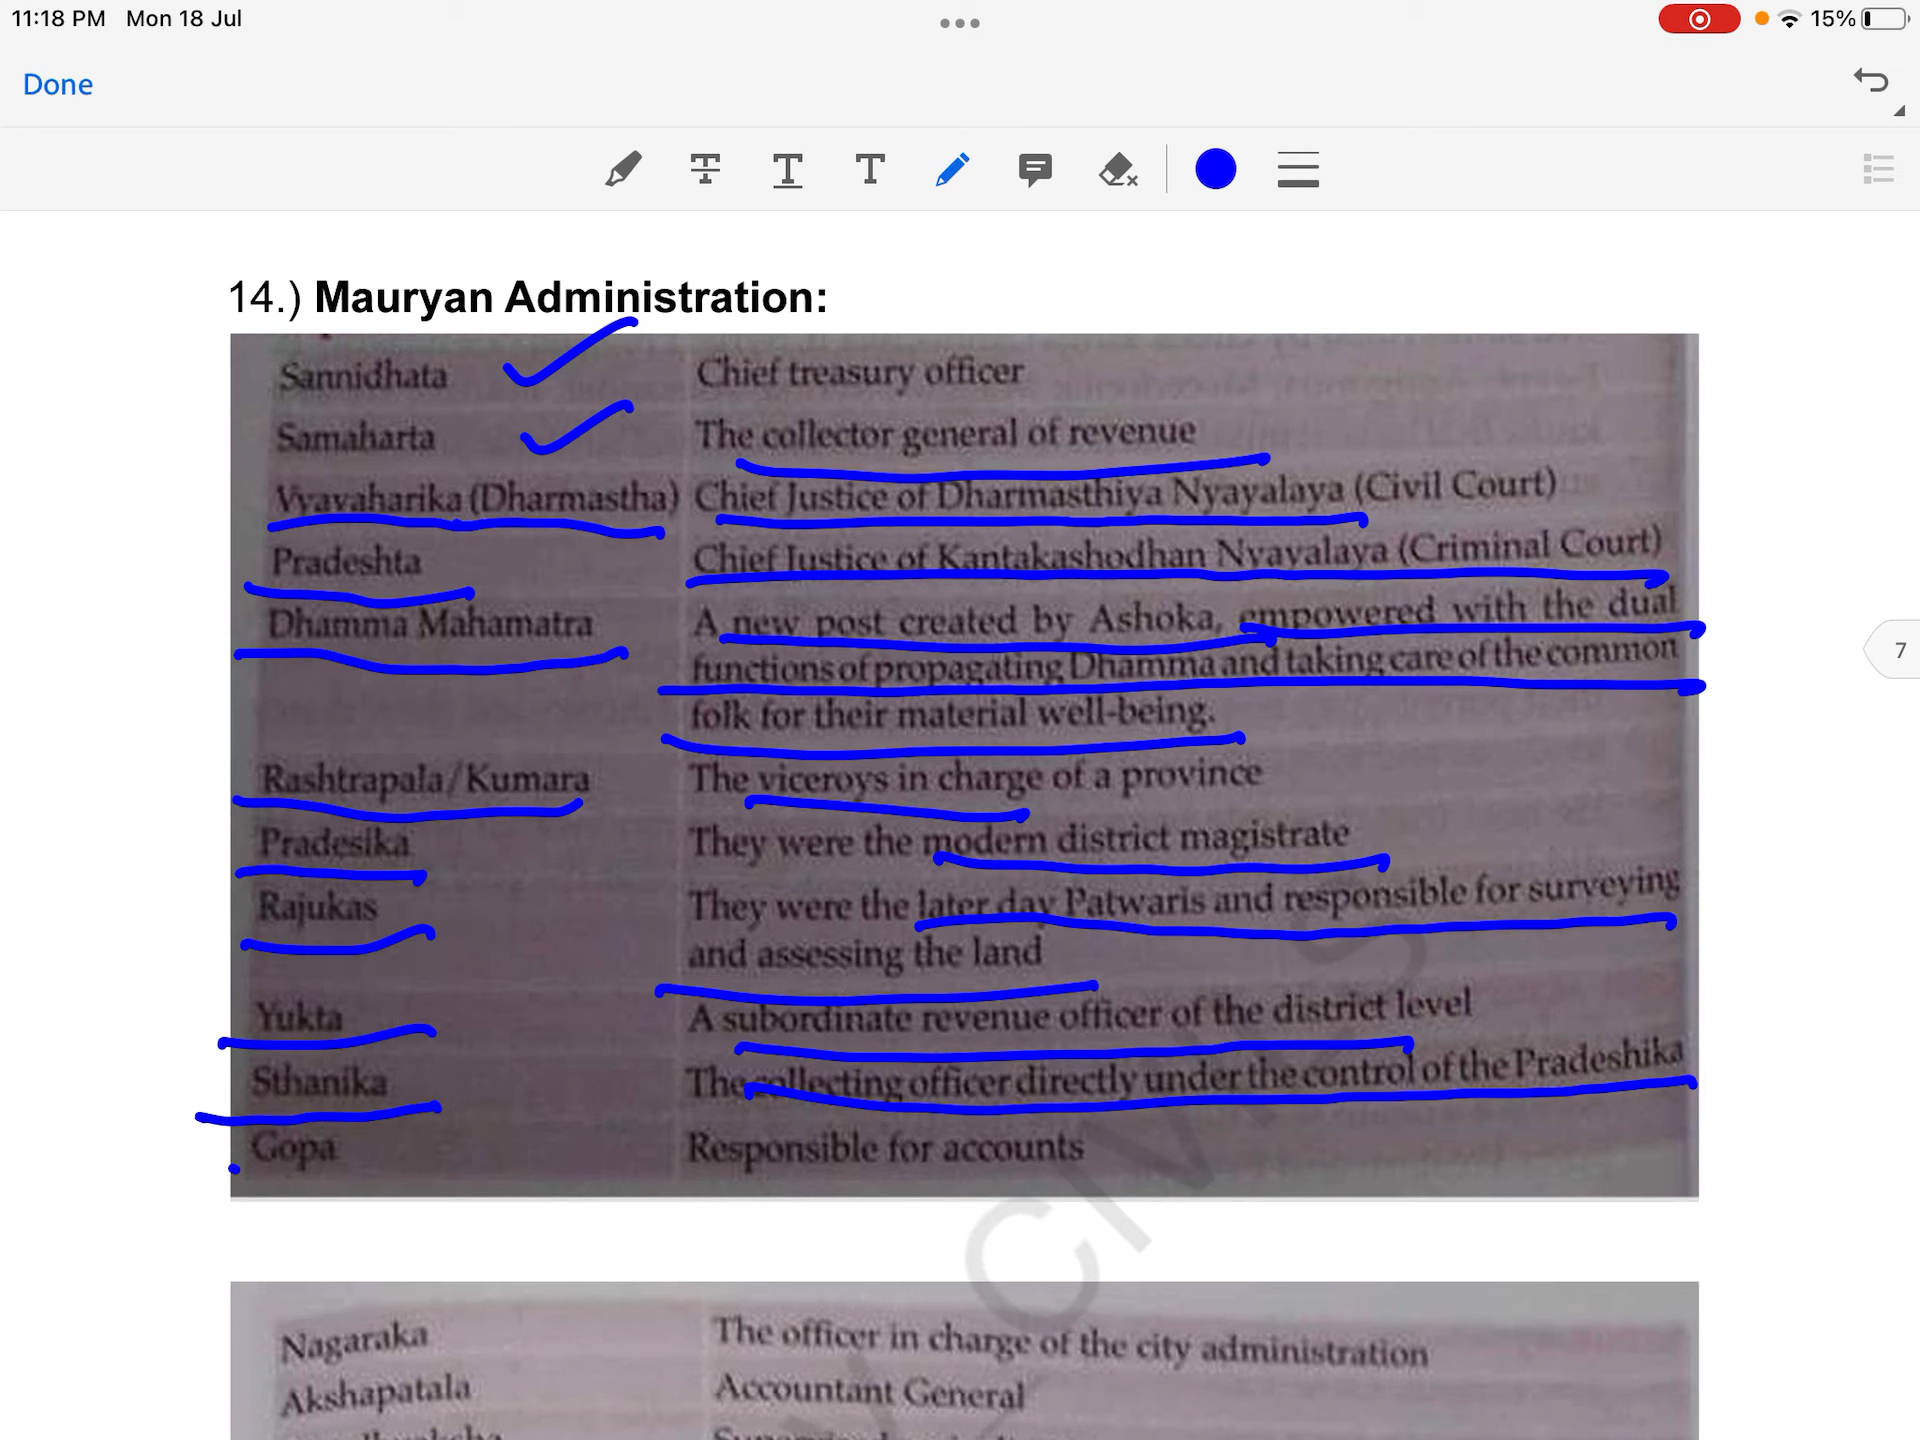 11:18 PM Mon 18 Jul 15%
Done
14.) Mauryan Administration:
Sannidhata Chief treasury officer
Samaharta The collector general of revenue
Vyavaharika (Dharmastha) Chief Justice of Dharmasthiya Nyayalaya (Civil Court)
Pradeshta Chief Justice of Kantakashodhan Nyayalaya (Criminal Court)
Dhamma Mahamatra A new post created by Ashoka, empowered with the dual
functions of propagating Dhamma and taking care of the common
folk for their material well-being.
7
Rashtrapala/Kumara The viceroys in charge of a province
Pradesika They were the modern district magistrate
Rajukas They were the later day Patwaris and responsible for surveying
and assessing the land
Yukta A subordinate revenue officer of the district level
Sthanika The collecting officer directly under the control of the Pradeshika
Gopa Responsible for accounts
CIVILS
Nagaraka The officer in charge of the city administration
Akshapatala Accountant General